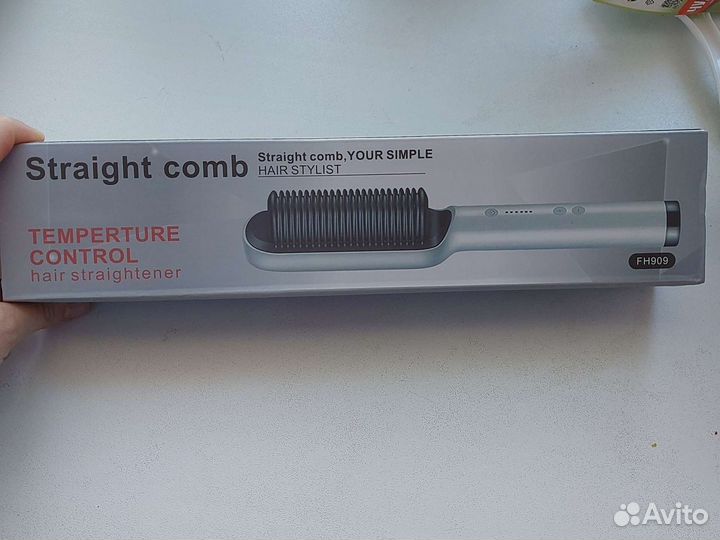 Straight comb
Straight comb,YOUR SIMPLE
HAIR STYLIST
TEMPERTURE
CONTROL
hair straightener
FH909
Avito